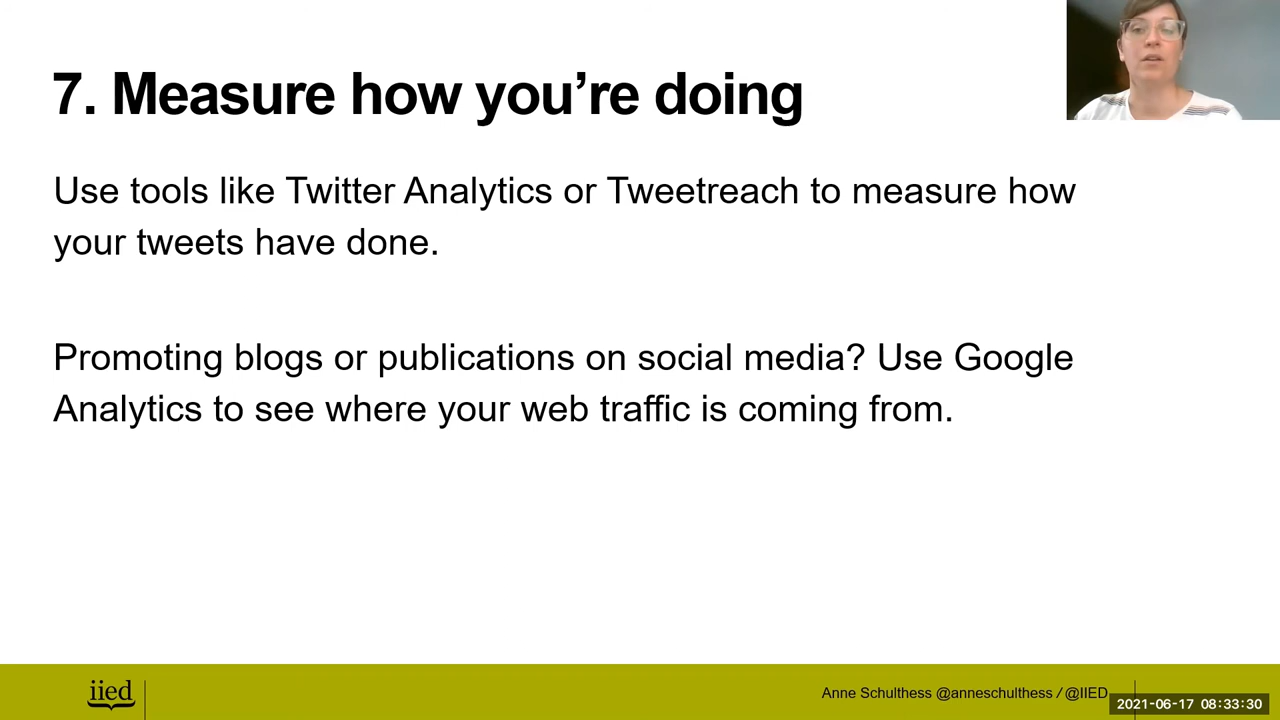 7. Measure how you’re doing
Use tools like Twitter Analytics or Tweetreach to measure how
your tweets have done.
Promoting blogs or publications on social media? Use Google
Analytics to see where your web traffic is coming from.
iied
Anne Schulthess @anneschulthess / @IIED
2021-06-17 08:33:30